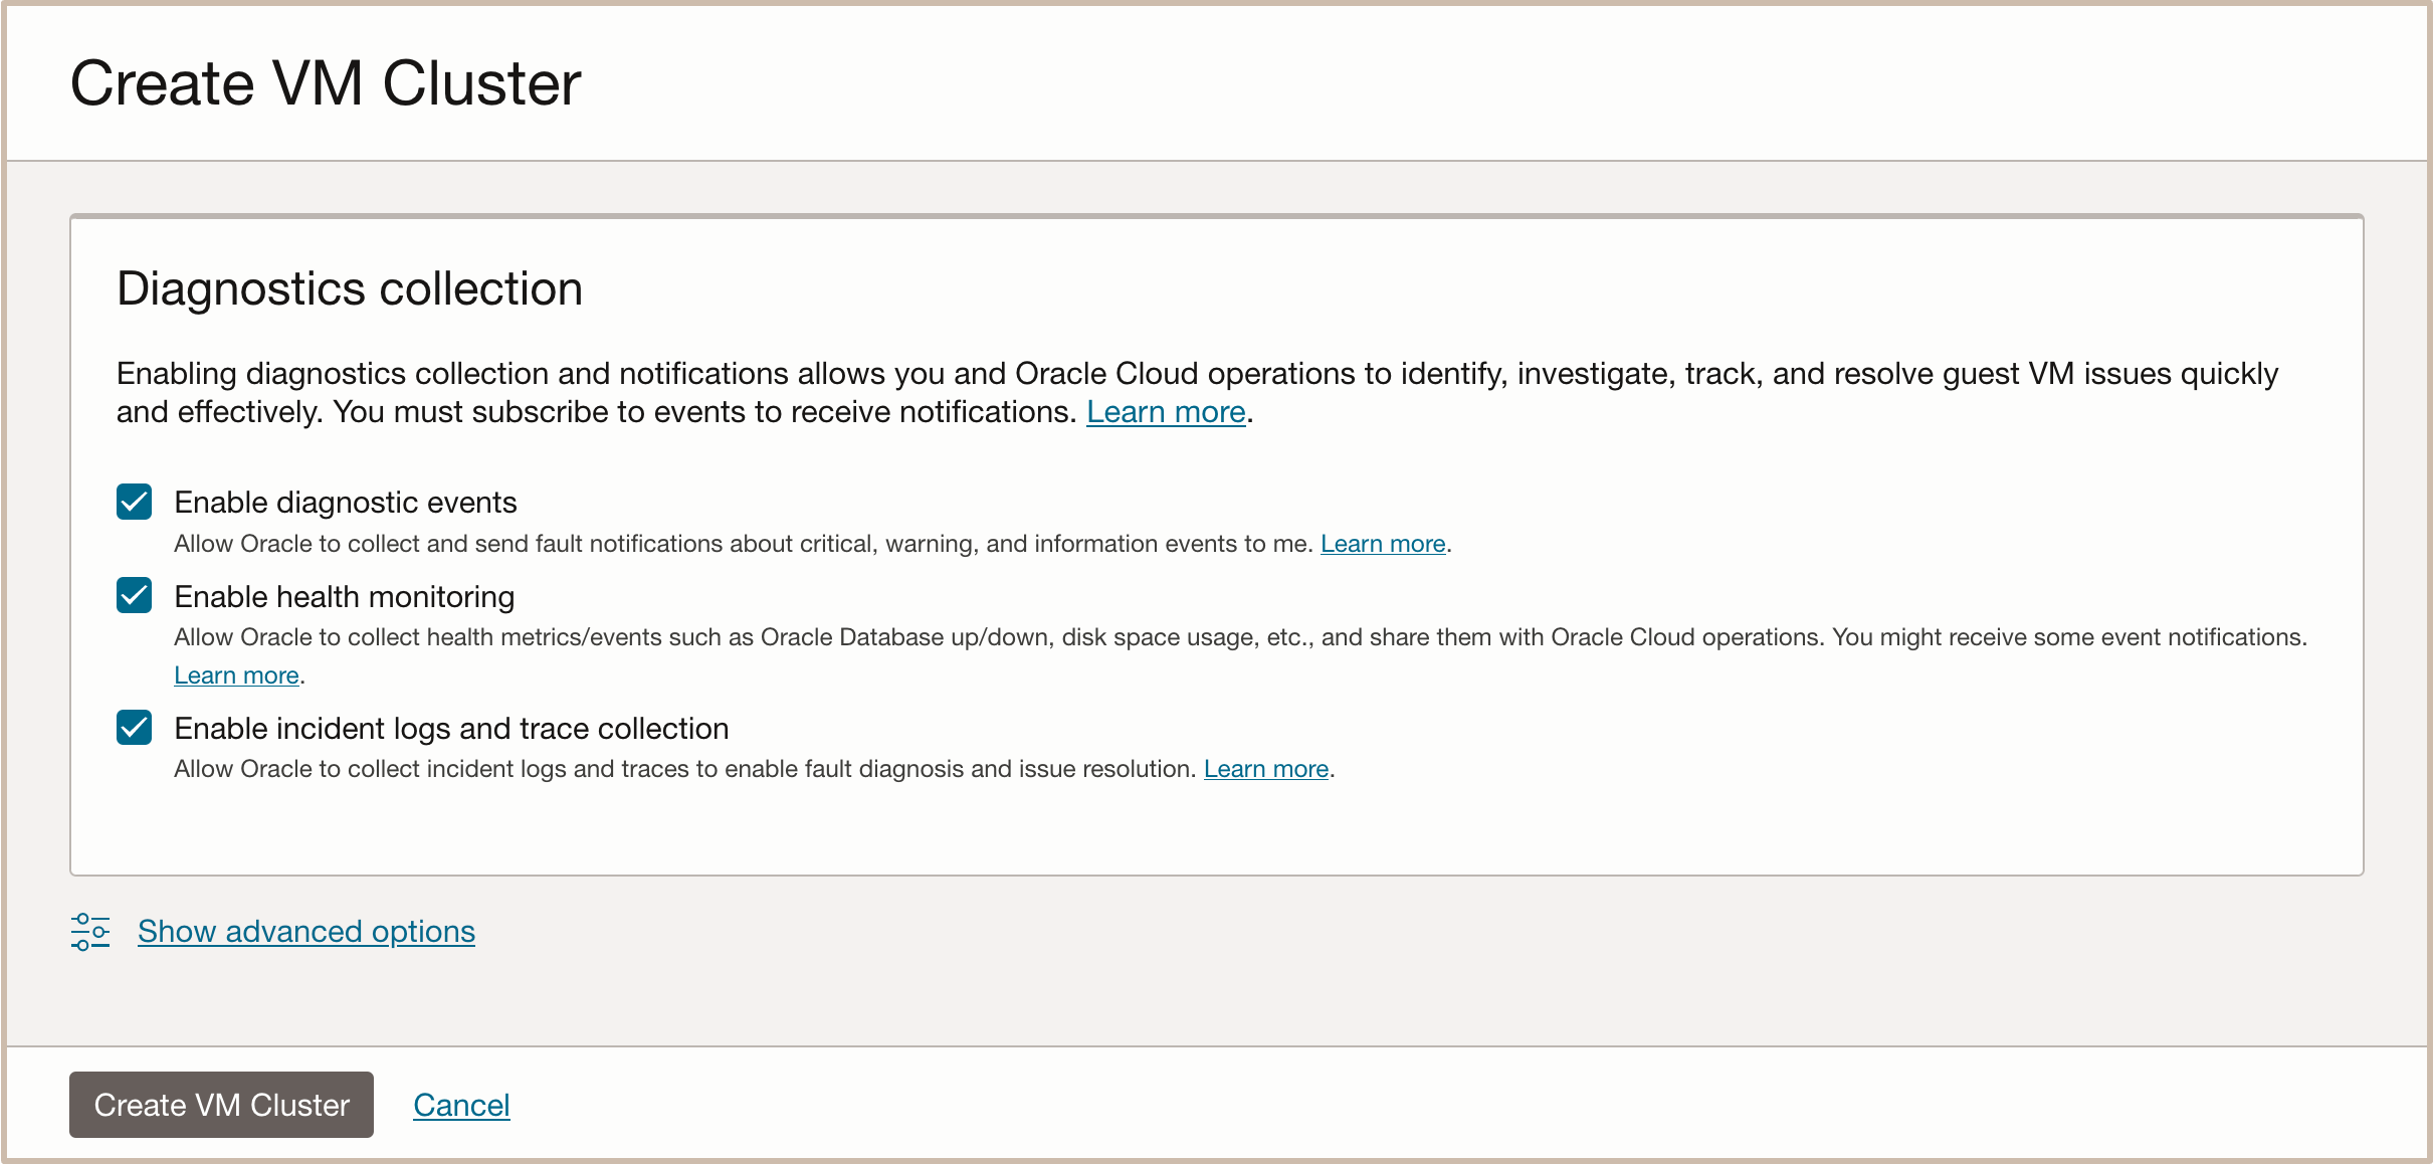 Create VM Cluster
Diagnostics collection
Enabling diagnostics collection and notifications allows you and Oracle Cloud operations to identify, investigate, track, and resolve guest VM issues quickly
and effectively. You must subscribe to events to receive notifications. Learn more.
Enable diagnostic events
Allow Oracle to collect and send fault notifications about critical, warning, and information events to me. Learn more.
Enable health monitoring
Allow Oracle to collect health metrics/events such as Oracle Database up/down, disk space usage, etc., and share them with Oracle Cloud operations. You might receive some event notifications.
Learn more.
Enable incident logs and trace collection
Allow Oracle to collect incident logs and traces to enable fault diagnosis and issue resolution. Learn more.
Show advanced options
Create VM Cluster Cancel